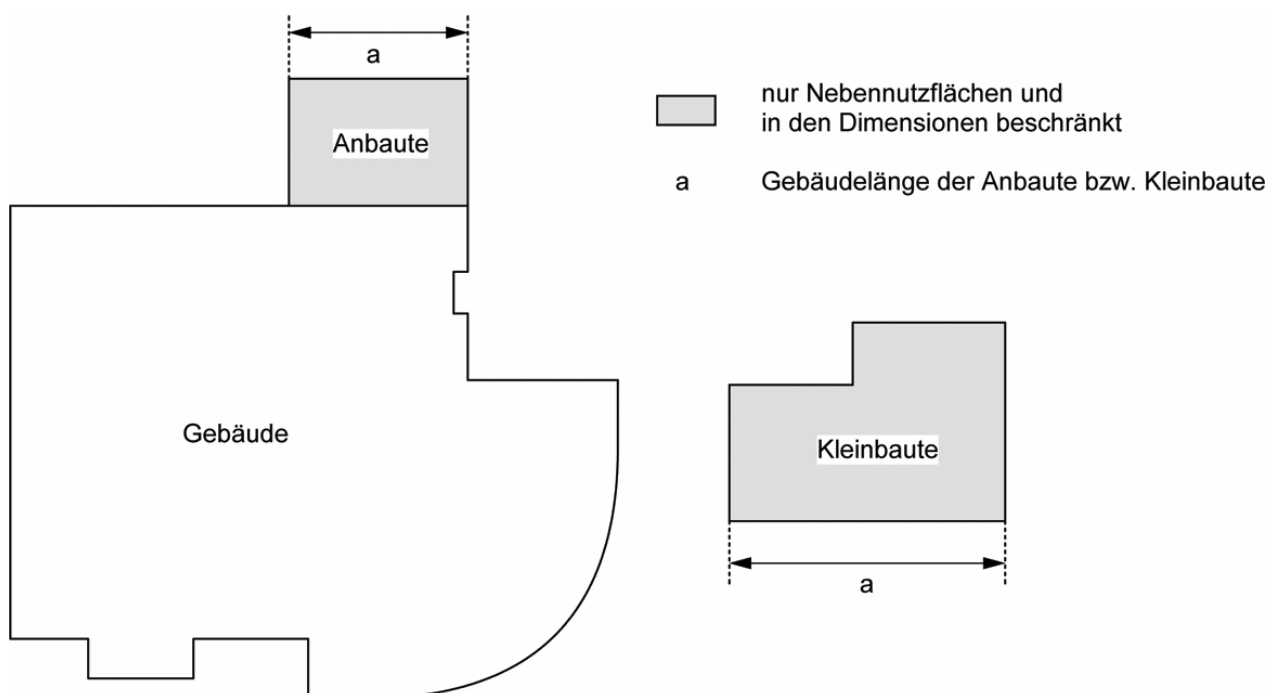 a
Anbaute
nur Nebennutzflächen und
in den Dimensionen beschränkt
a Gebäudelänge der Anbaute bzw. Kleinbaute
Gebäude
Kleinbaute
a